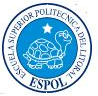 ESCUELA SUPERIOR POLITECNICA DEL LITORAL
ESPOL